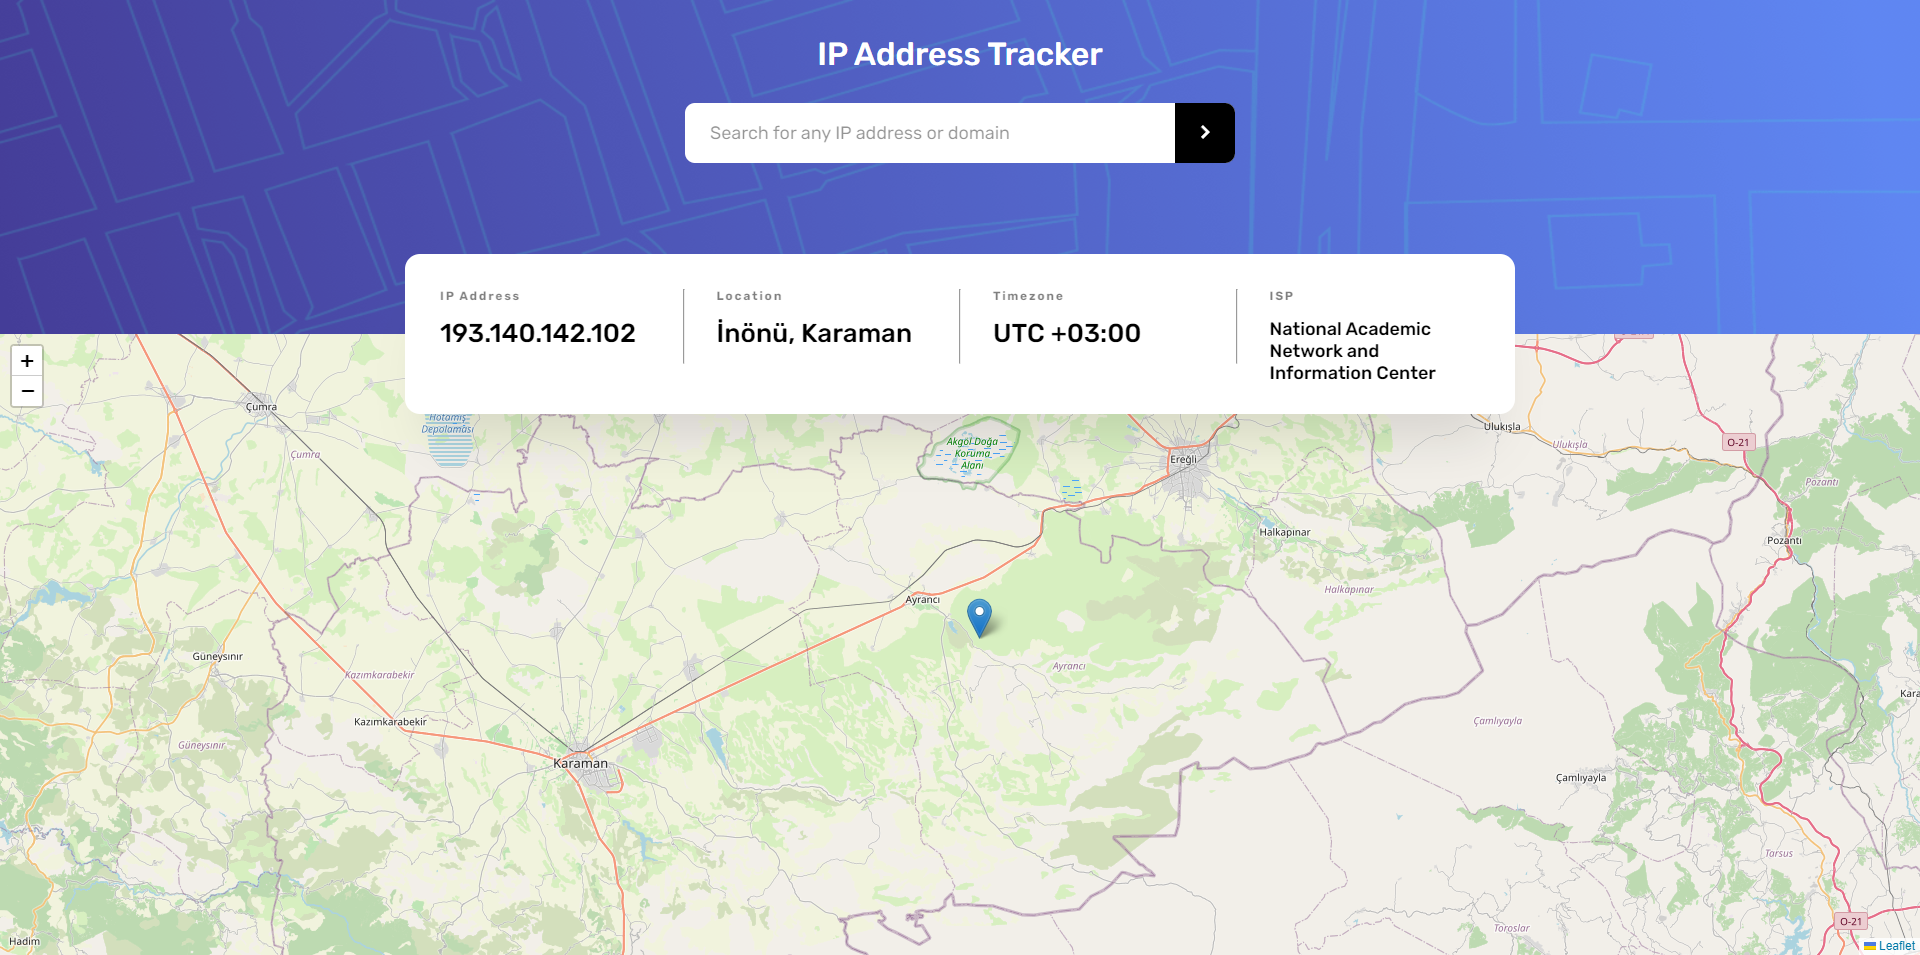 IP Address Tracker
Search for any IP address or domain
IP Address
193.140.142.102
Location
İnönü, Karaman
Timezone
UTC +03:00
ISP
National Academic
Network and
Information Center
+
−
Çumra
Hotamış
Depolaması
Çumra
Akgöl Doğa
Koruma
Alanı
Ereğli
Ulukışla
Ulukışla
O-21
Pozantı
Halkapınar
Pozantı
Halkapınar
Ayrancı
Güneysınır
Ayrancı
Kazımkarabekir
Kazımkarabekir
Çamlıyayla
Güneysınır
Karaman
Çamlıyayla
Tarsus
O-21
Toroslar
Hadim
Leaflet